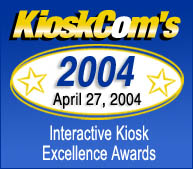 KioskCom's
2004
April 27, 2004
Interactive Kiosk
Excellence Awards